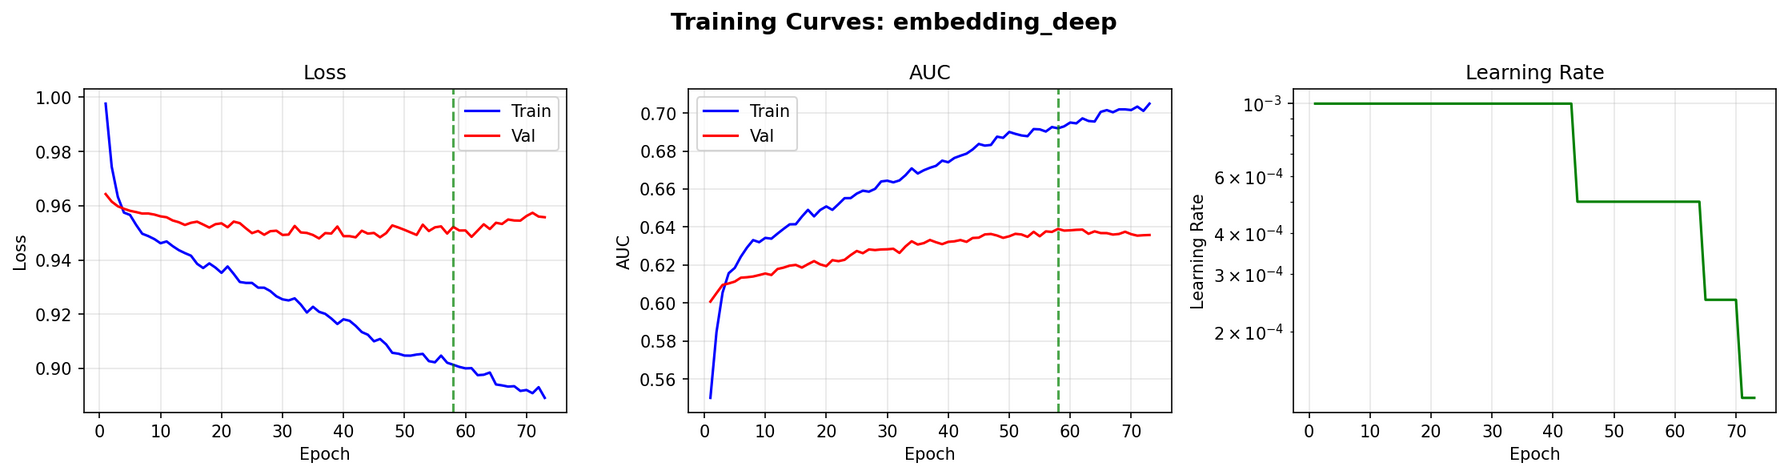 Training Curves: embedding_deep
Loss
1.00
0.98
0.96
0.94
0.92
0.90
Loss
Train
Val
0 10 20 30 40 50 60 70
Epoch
AUC
0.70
0.68
0.66
0.64
0.62
0.60
0.58
0.56
AUC
Train
Val
0 10 20 30 40 50 60 70
Epoch
Learning Rate
10⁻³
6 × 10⁻⁴
4 × 10⁻⁴
3 × 10⁻⁴
2 × 10⁻⁴
Learning Rate
0 10 20 30 40 50 60 70
Epoch